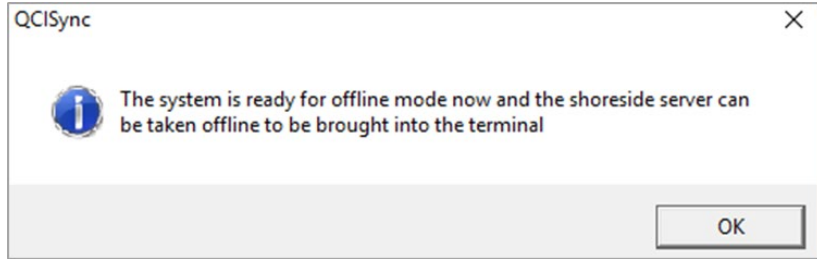 QCISync
The system is ready for offline mode now and the shoreside server can
be taken offline to be brought into the terminal
OK